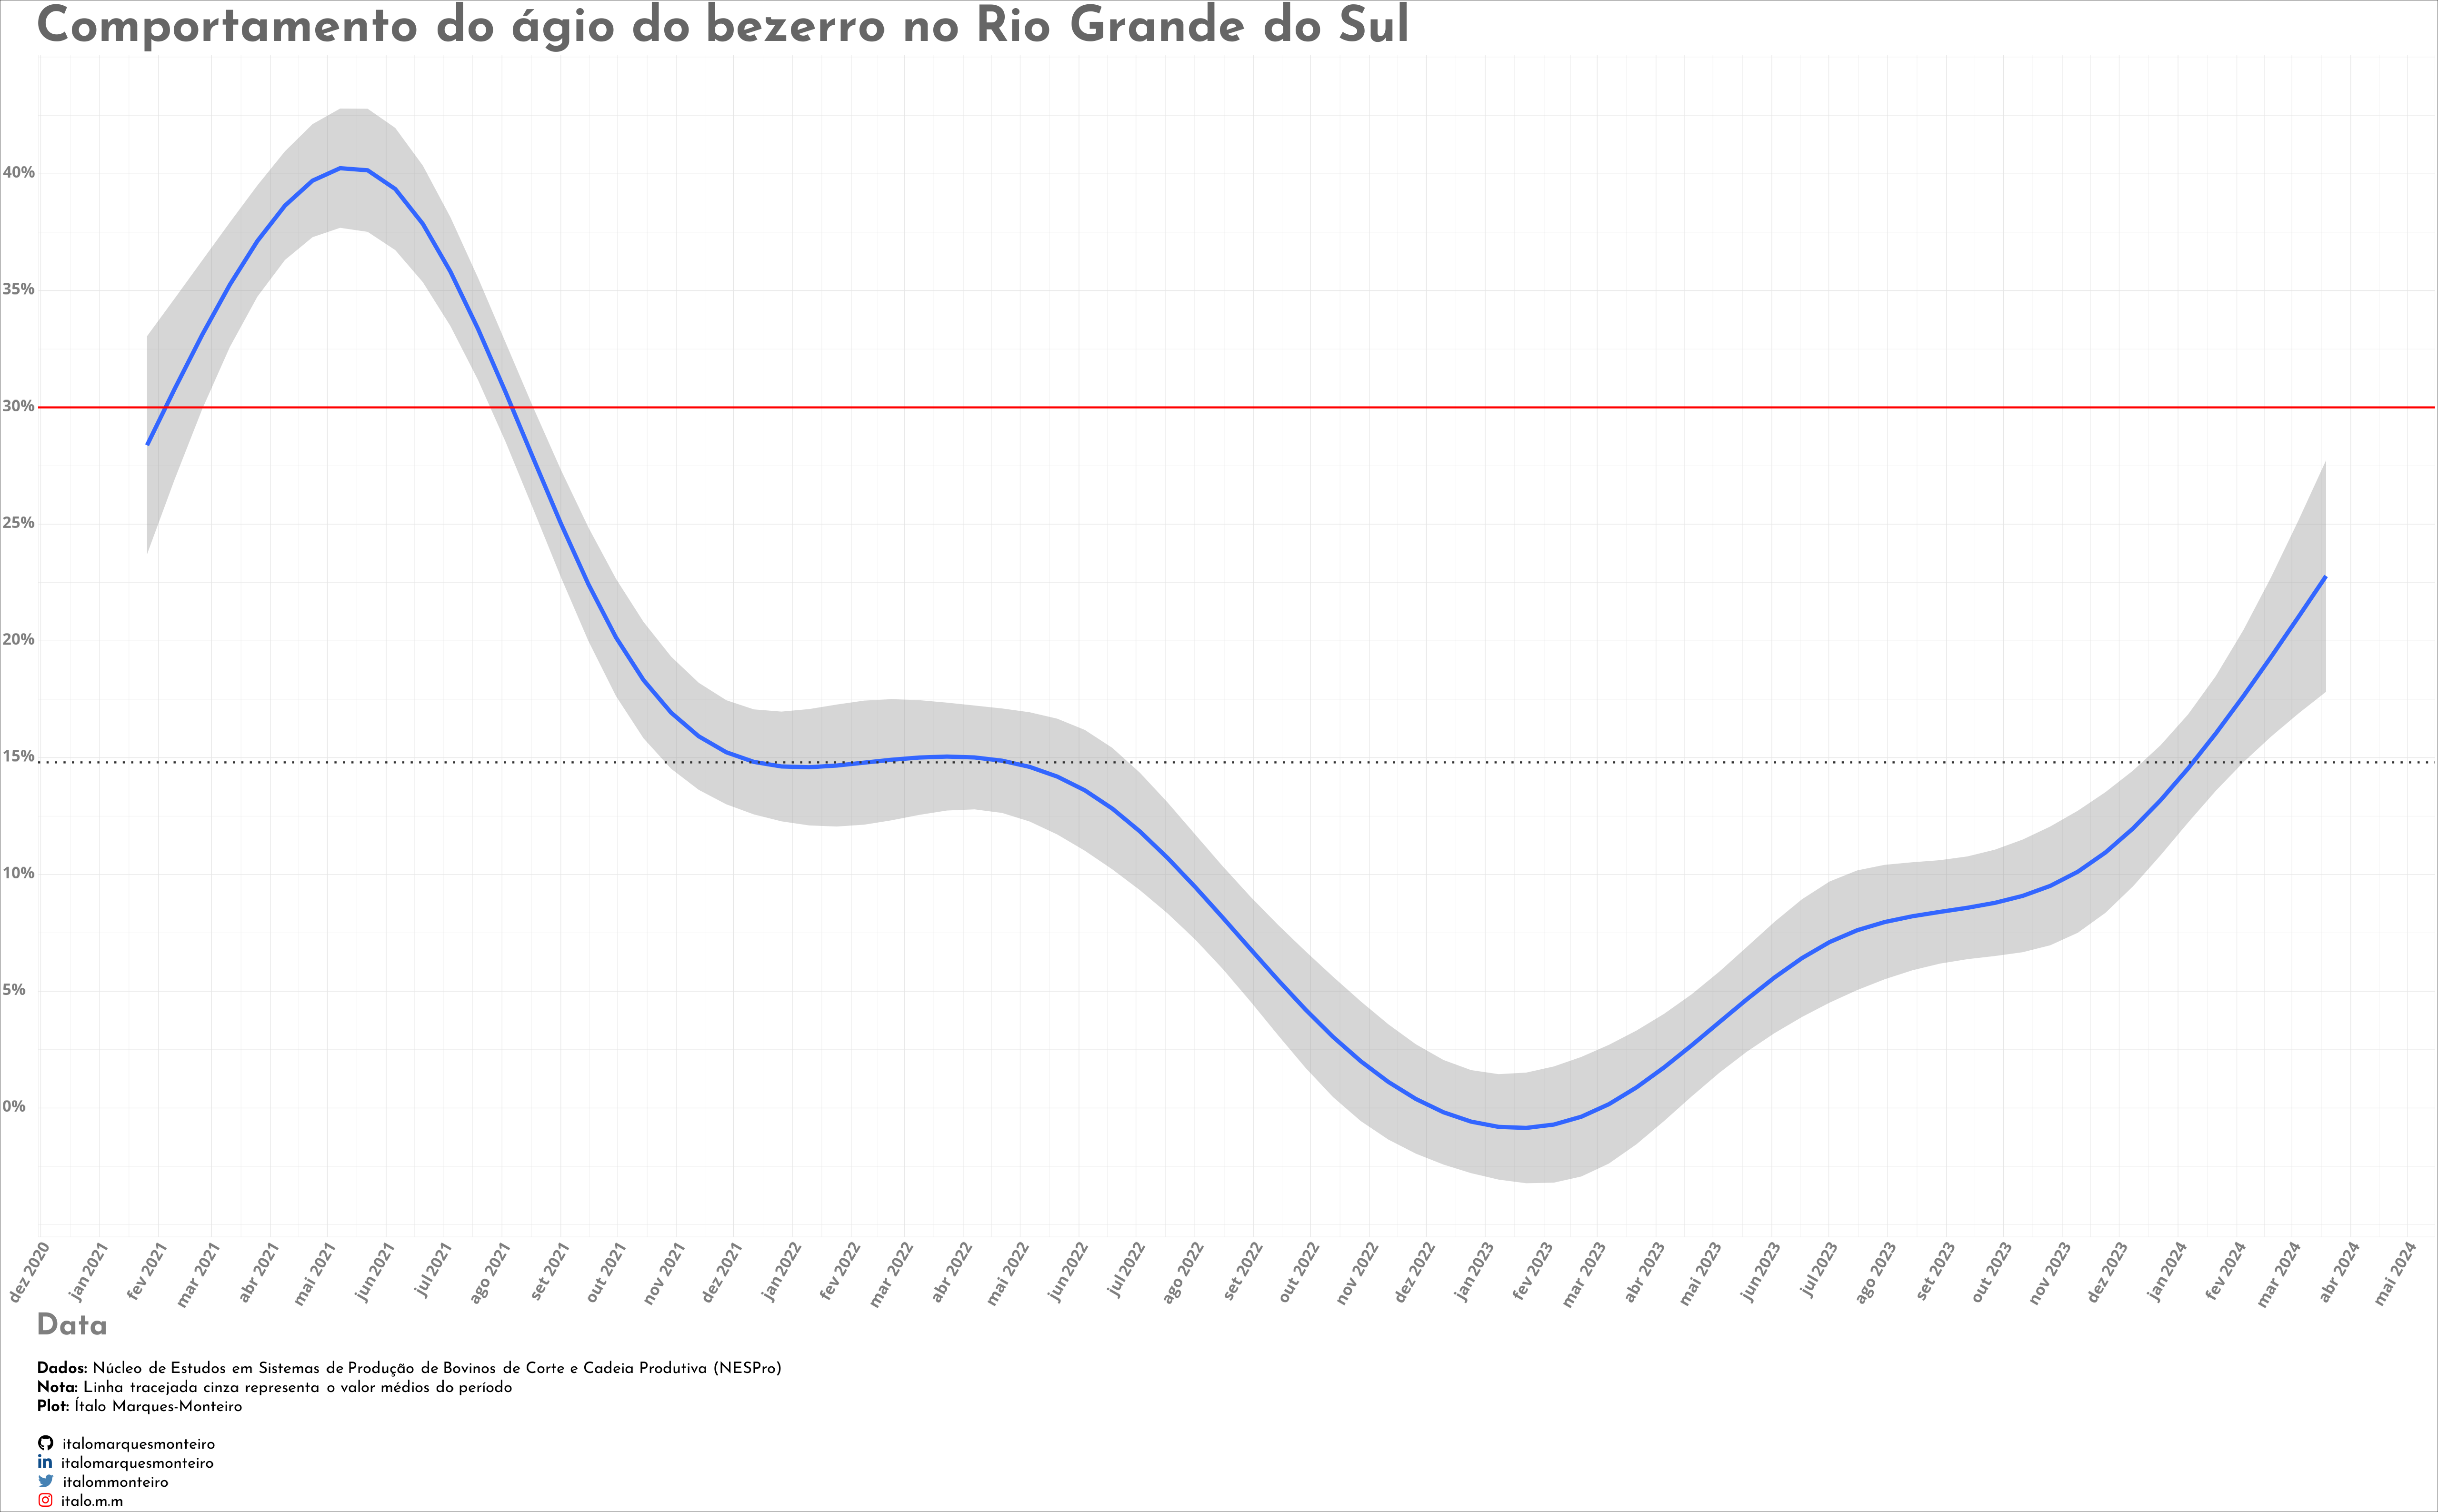 Comportamento do ágio do bezerro no Rio Grande do Sul
40%
35%
30%
25%
20%
15%
10%
5%
0%
dez 2020
jan 2021
fev 2021
mar 2021
abr 2021
mai 2021
jun 2021
jul 2021
ago 2021
set 2021
out 2021
nov 2021
dez 2021
jan 2022
fev 2022
mar 2022
abr 2022
mai 2022
jun 2022
jul 2022
ago 2022
set 2022
out 2022
nov 2022
dez 2022
jan 2023
fev 2023
mar 2023
abr 2023
mai 2023
jun 2023
jul 2023
ago 2023
set 2023
out 2023
nov 2023
dez 2023
jan 2024
fev 2024
mar 2024
abr 2024
mai 2024
Data
Dados: Núcleo de Estudos em Sistemas de Produção de Bovinos de Corte e Cadeia Produtiva (NESPro)
Nota: Linha tracejada cinza representa o valor médios do período
Plot: Ítalo Marques-Monteiro
italomarquesmonteiro
italomarquesmonteiro
italommonteiro
italo.m.m